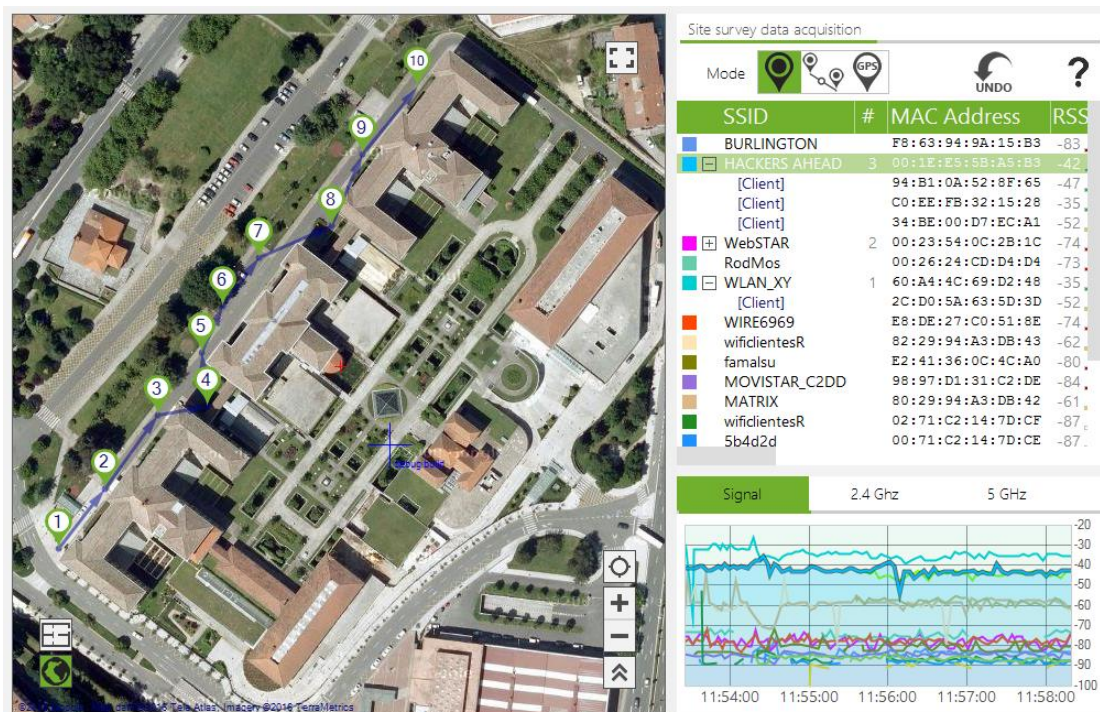 10
9
8
7
6
5
3
4
2
1
Imagery ©2016 TerraMetrics
Site survey data acquisition
Mode
GPS
UNDO
?
SSID # MAC Address RSS
BURLINGTON F8:63:94:9A:15:B3 -83
HACKERS AHEAD 3 00:1E:E5:5B:A5:B3 -42
[Client] 94:B1:0A:52:8F:65 -47
[Client] C0:EE:FB:32:15:28 -35
[Client] 34:BE:00:D7:EC:A1 -52
WebSTAR 2 00:23:54:0C:2B:1C -74
RodMos 00:26:24:CD:D4:D4 -73
WLAN_XY 1 60:A4:4C:69:D2:48 -35
[Client] 2C:D0:5A:63:5D:3D -52
WIRE6969 E8:DE:27:C0:51:8E -74
wificlientesR 82:29:94:A3:DB:43 -62
famalsu E2:41:36:0C:4C:A0 -80
MOVISTAR_C2DD 98:97:D1:31:C2:DE -84
MATRIX 80:29:94:A3:DB:42 -61
wificlientesR 02:71:C2:14:7D:CF -87
5b4d2d 00:71:C2:14:7D:CE -87
Signal 2.4 Ghz 5 GHz
-20
-30
-40
-50
-60
-70
-80
-90
-100
11:54:00 11:55:00 11:56:00 11:57:00 11:58:00